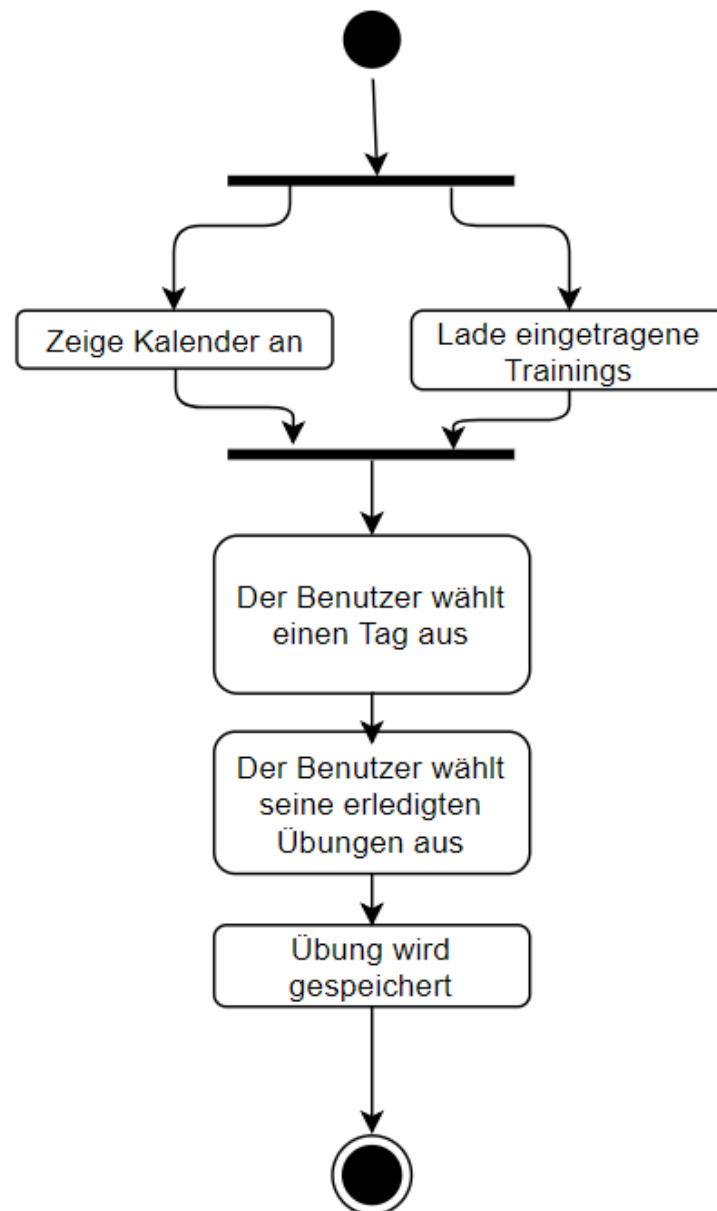 Zeige Kalender an
Lade eingetragene
Trainings
Der Benutzer wählt
einen Tag aus
Der Benutzer wählt
seine erledigten
Übungen aus
Übung wird
gespeichert